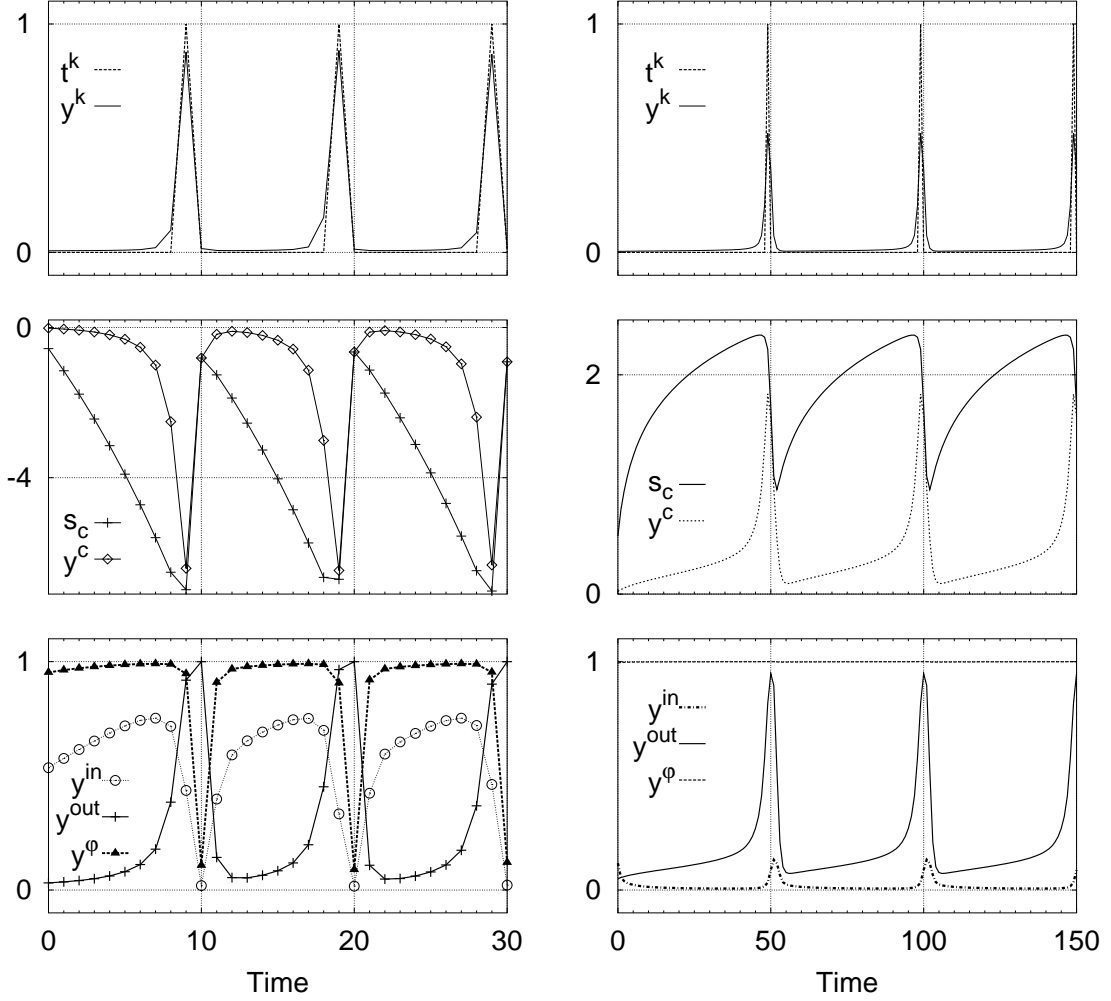 1
t^k
y^k
0
1
t^k
y^k
0
0
-4
s_c
y^c
2
s_c
y^c
0
1
y^in
y^out
y^φ
0
0 10 20 30
Time
1
y^in
y^out
y^φ
0
0 50 100 150
Time